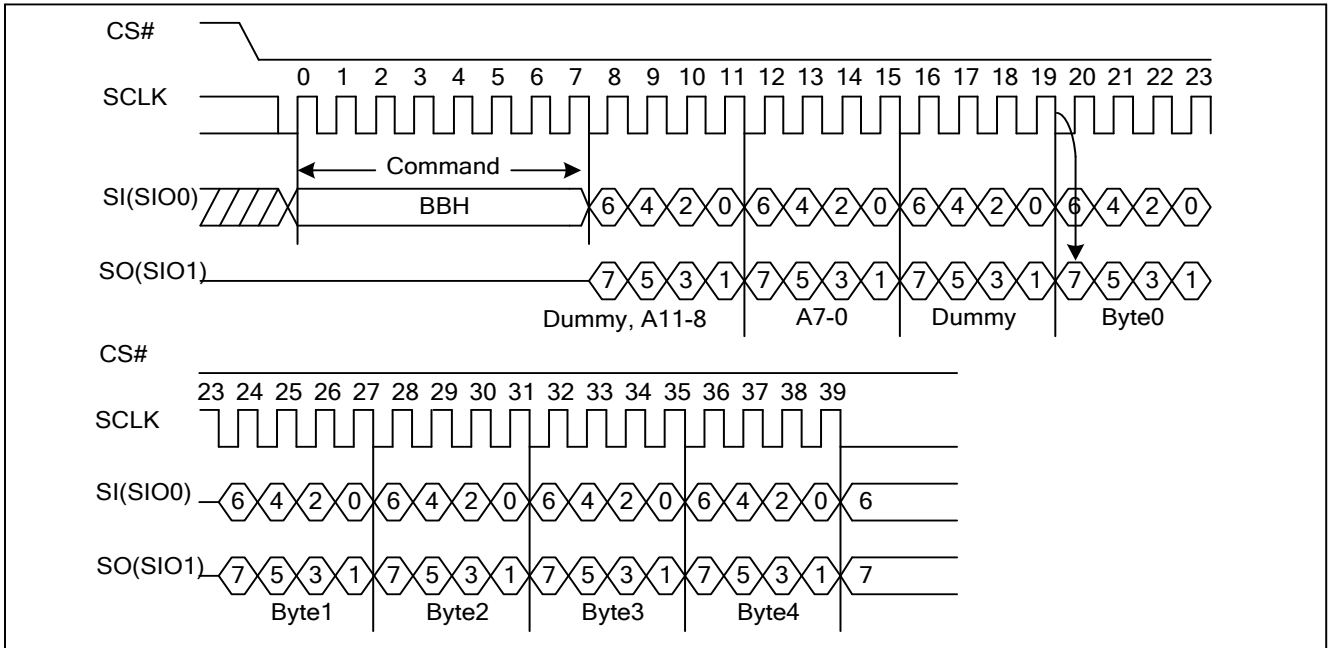 CS#
0 1 2 3 4 5 6 7 8 9 10 11 12 13 14 15 16 17 18 19 20 21 22 23
SCLK
Command
SI(SIO0) BBH 6 4 2 0 6 4 2 0 6 4 2 0 6 4 2 0
SO(SIO1) 7 5 3 1 7 5 3 1 7 5 3 1 7 5 3 1
Dummy, A11-8 A7-0 Dummy Byte0
CS#
23 24 25 26 27 28 29 30 31 32 33 34 35 36 37 38 39
SCLK
SI(SIO0) 6 4 2 0 6 4 2 0 6 4 2 0 6 4 2 0 6
SO(SIO1) 7 5 3 1 7 5 3 1 7 5 3 1 7 5 3 1 7
Byte1 Byte2 Byte3 Byte4